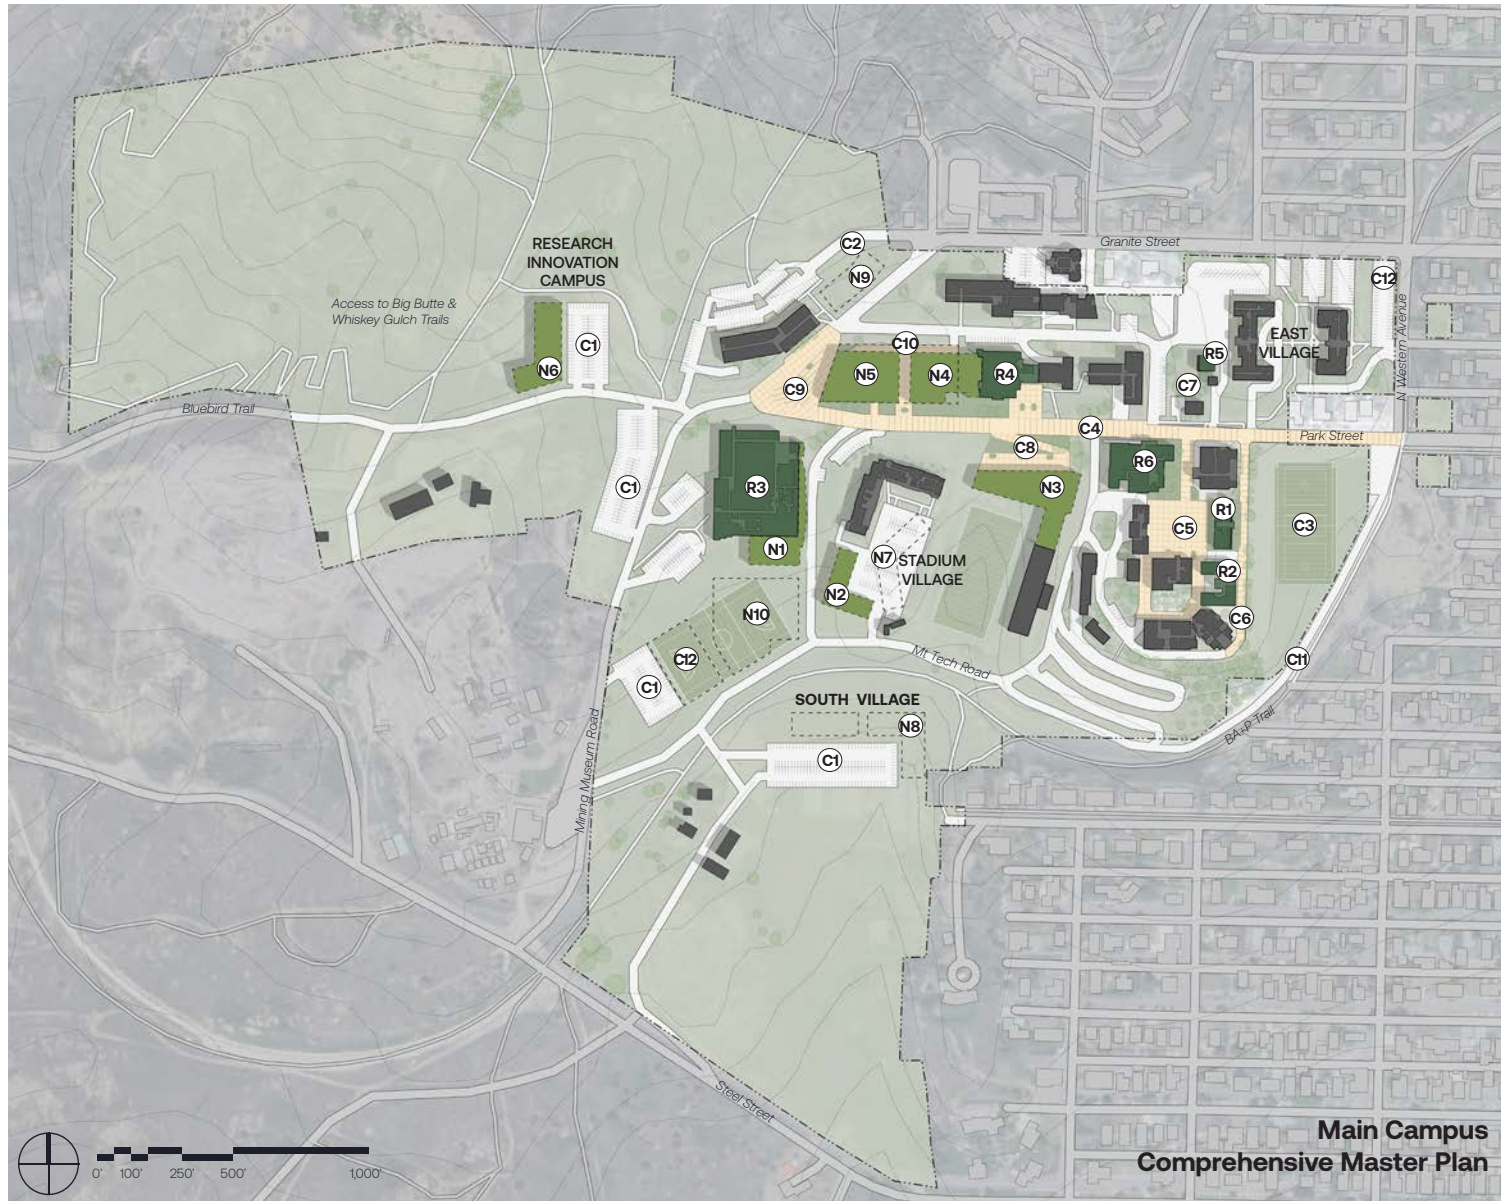 Granite Street
C2
RESEARCH
INNOVATION
CAMPUS
N9
C12
Access to Big Butte &
Whiskey Gulch Trails
N Western Avenue
EAST
VILLAGE
C1
C10
R5
N6
N5
N4
R4
C7
C9
Bluebird Trail
C4
Park Street
C8
R6
C1
R3
N3
R1
C5
C3
N1
N7
STADIUM
VILLAGE
R2
N2
N10
C6
C12
Mt Tech Road
C11
C1
SOUTH VILLAGE
N8
BA+P Trail
C1
Mining Museum Road
Steel Street
Main Campus
Comprehensive Master Plan
0' 100' 250' 500' 1,000'